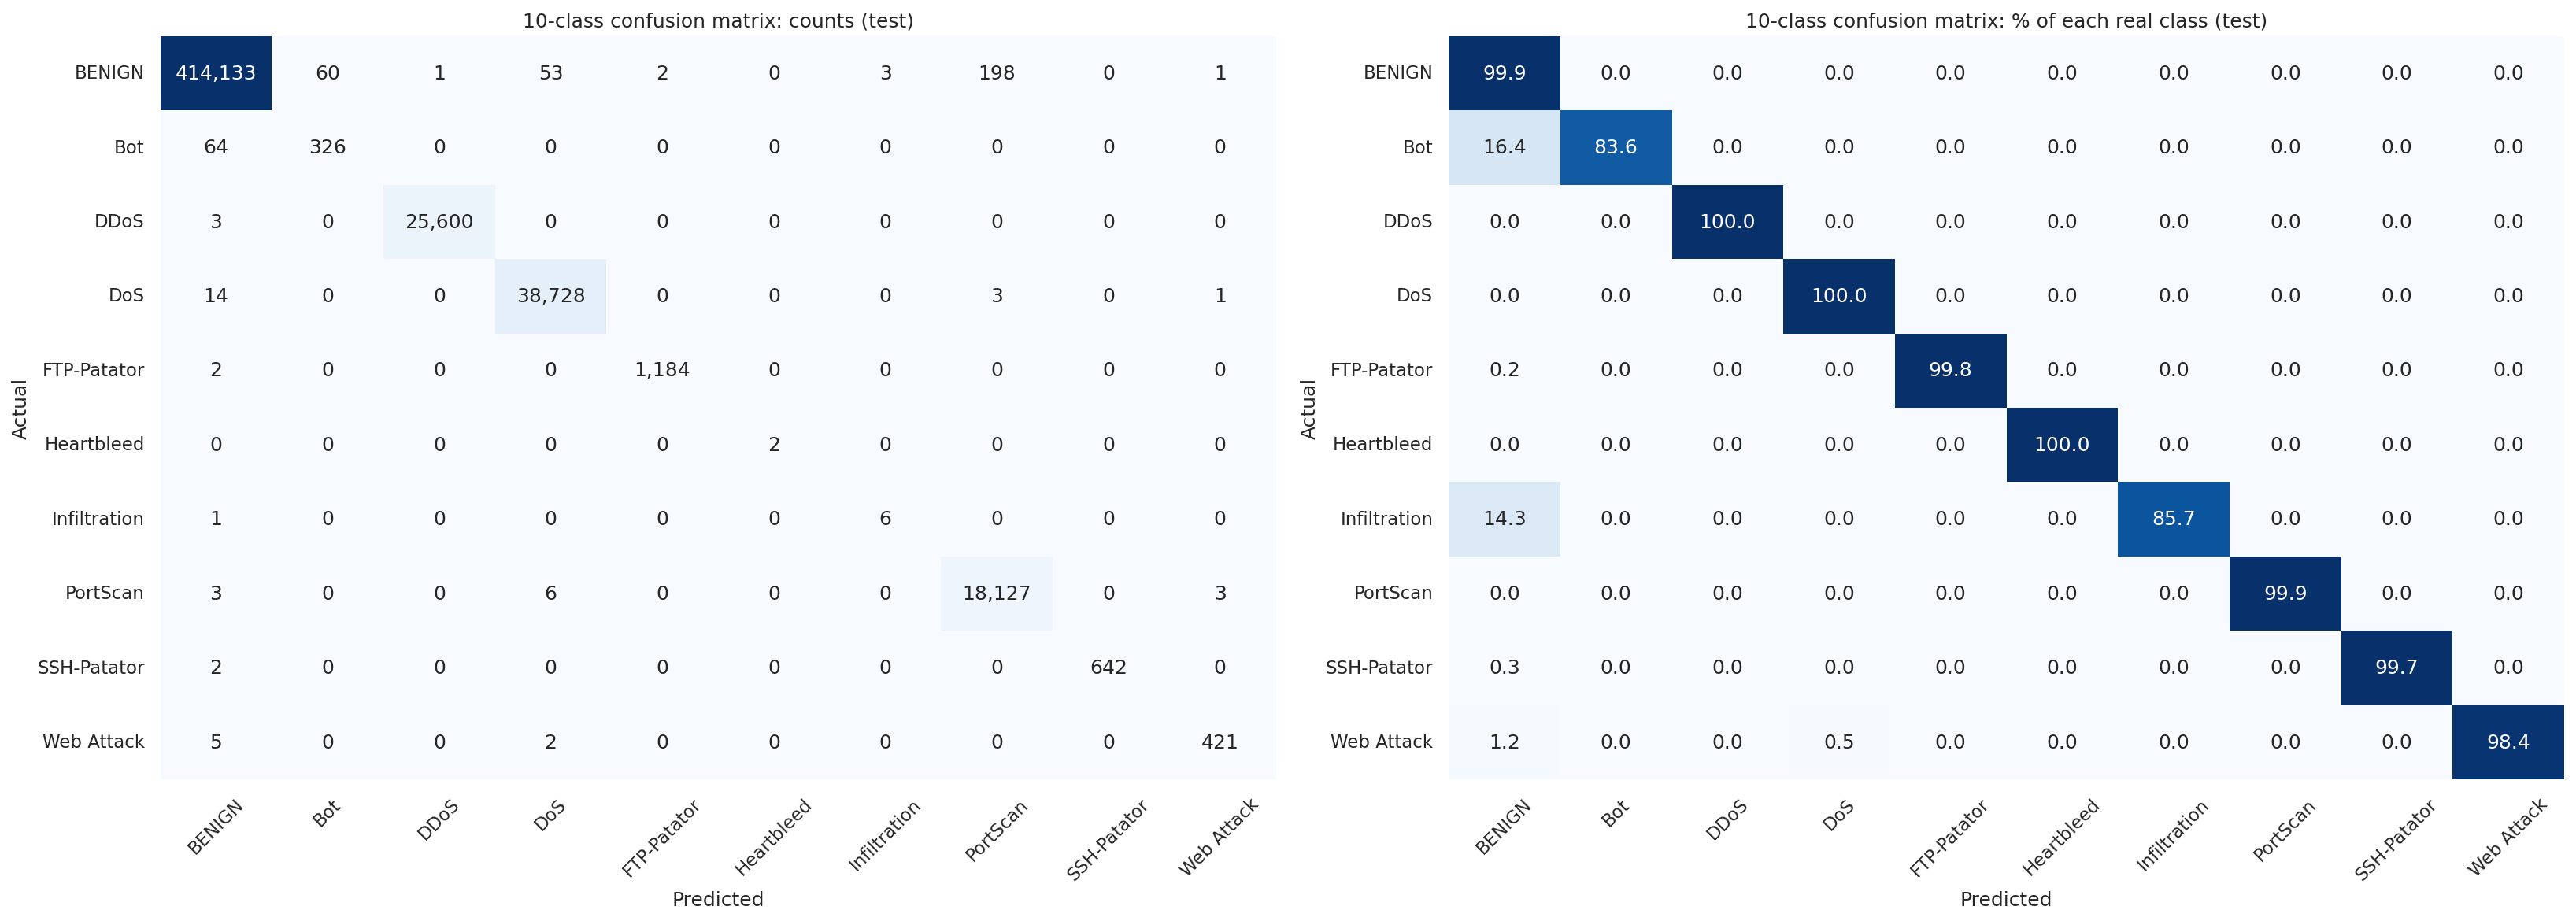 10-class confusion matrix: counts (test)
BENIGN 414,133 60 1 53 2 0 3 198 0 1
Bot 64 326 0 0 0 0 0 0 0 0
DDoS 3 0 25,600 0 0 0 0 0 0 0
DoS 14 0 0 38,728 0 0 0 3 0 1
FTP-Patator 2 0 0 0 1,184 0 0 0 0 0
Heartbleed 0 0 0 0 0 2 0 0 0 0
Infiltration 1 0 0 0 0 0 6 0 0 0
PortScan 3 0 0 6 0 0 0 18,127 0 3
SSH-Patator 2 0 0 0 0 0 0 0 642 0
Web Attack 5 0 0 2 0 0 0 0 0 421
Actual
BENIGN Bot DDoS DoS FTP-Patator Heartbleed Infiltration PortScan SSH-Patator Web Attack
Predicted
10-class confusion matrix: % of each real class (test)
BENIGN 99.9 0.0 0.0 0.0 0.0 0.0 0.0 0.0 0.0 0.0
Bot 16.4 83.6 0.0 0.0 0.0 0.0 0.0 0.0 0.0 0.0
DDoS 0.0 0.0 100.0 0.0 0.0 0.0 0.0 0.0 0.0 0.0
DoS 0.0 0.0 0.0 100.0 0.0 0.0 0.0 0.0 0.0 0.0
FTP-Patator 0.2 0.0 0.0 0.0 99.8 0.0 0.0 0.0 0.0 0.0
Heartbleed 0.0 0.0 0.0 0.0 0.0 100.0 0.0 0.0 0.0 0.0
Infiltration 14.3 0.0 0.0 0.0 0.0 0.0 85.7 0.0 0.0 0.0
PortScan 0.0 0.0 0.0 0.0 0.0 0.0 0.0 99.9 0.0 0.0
SSH-Patator 0.3 0.0 0.0 0.0 0.0 0.0 0.0 0.0 99.7 0.0
Web Attack 1.2 0.0 0.0 0.5 0.0 0.0 0.0 0.0 0.0 98.4
Actual
BENIGN Bot DDoS DoS FTP-Patator Heartbleed Infiltration PortScan SSH-Patator Web Attack
Predicted